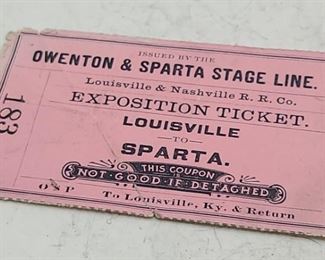 ISSUED BY THE
OWENTON & SPARTA STAGE LINE.
Louisville & Nashville R. R. Co.
EXPOSITION TICKET.
LOUISVILLE
TO
SPARTA.
THIS COUPON
IS
NOT GOOD IF DETACHED
O S P To Louisville, Ky. & Return
183